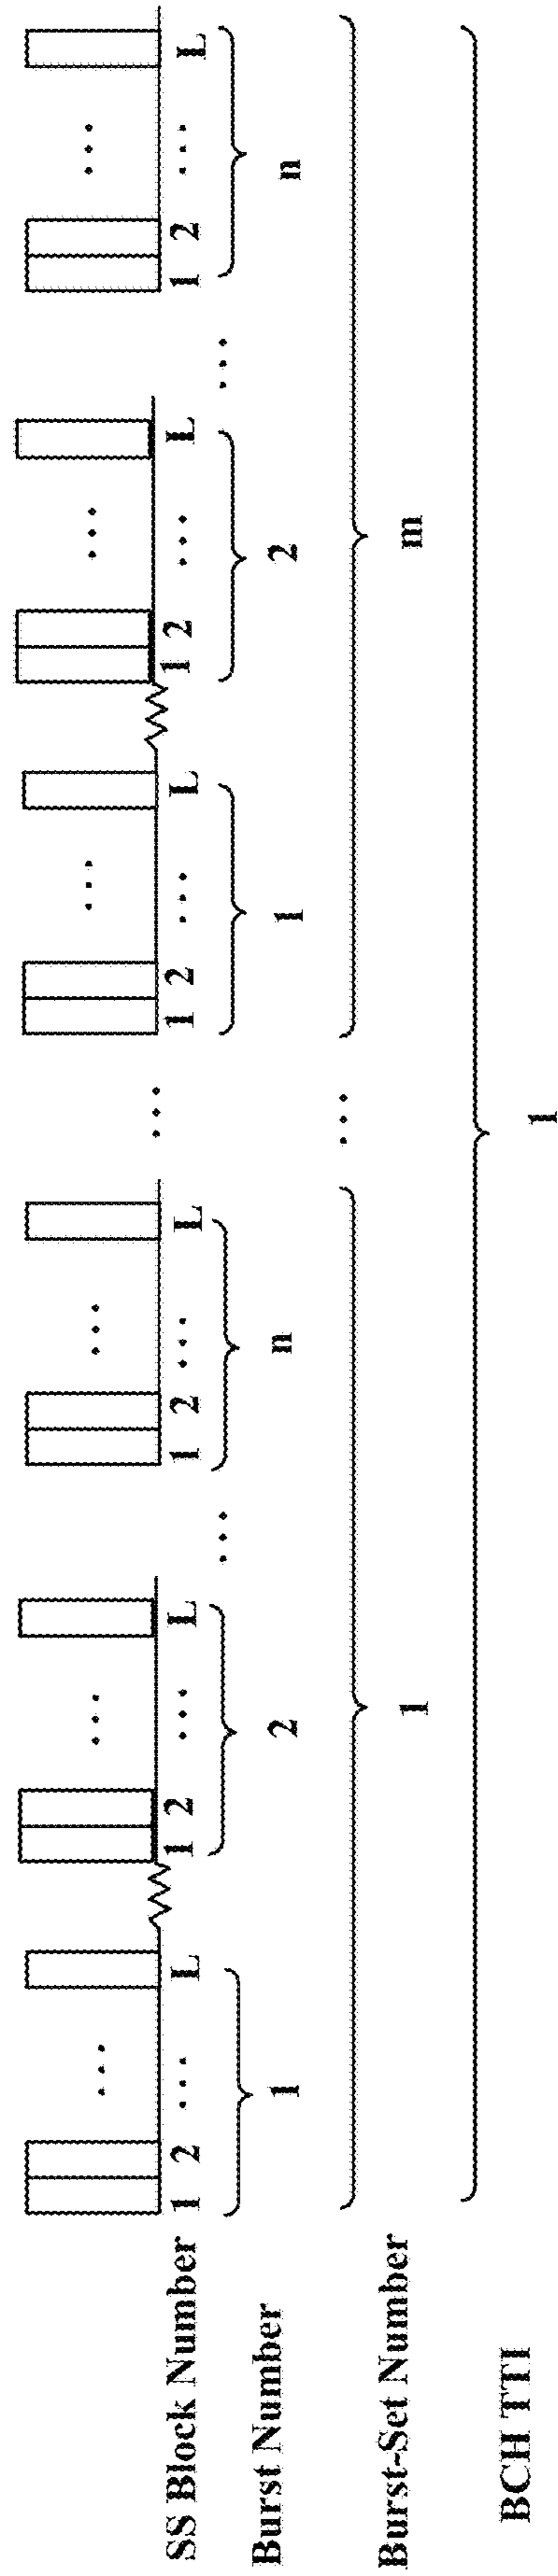 SS Block Number 1 2 ... L 1 2 ... L ... 1 2 ... L ... 1 2 ... L 1 2 ... L ... 1 2 ... L
Burst Number 1 2 ... n 1 2 ... n
Burst-Set Number 1 ... m
BCH TTI 1